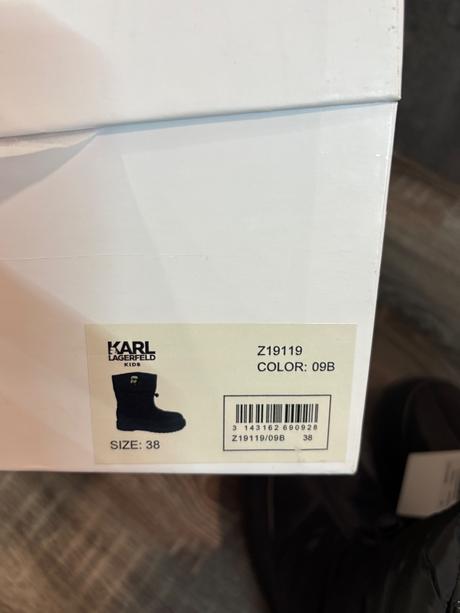 KARL
LAGERFELD
KIDS
Z19119
COLOR: 09B
SIZE: 38
3 143162 690928
Z19119/09B 38